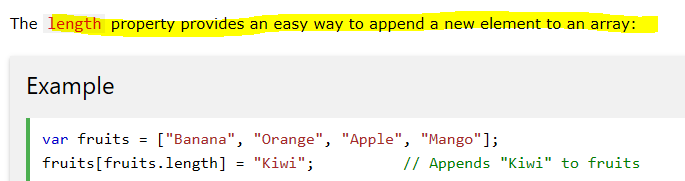 The length property provides an easy way to append a new element to an array:
Example
var fruits = ["Banana", "Orange", "Apple", "Mango"];
fruits[fruits.length] = "Kiwi";           // Appends "Kiwi" to fruits